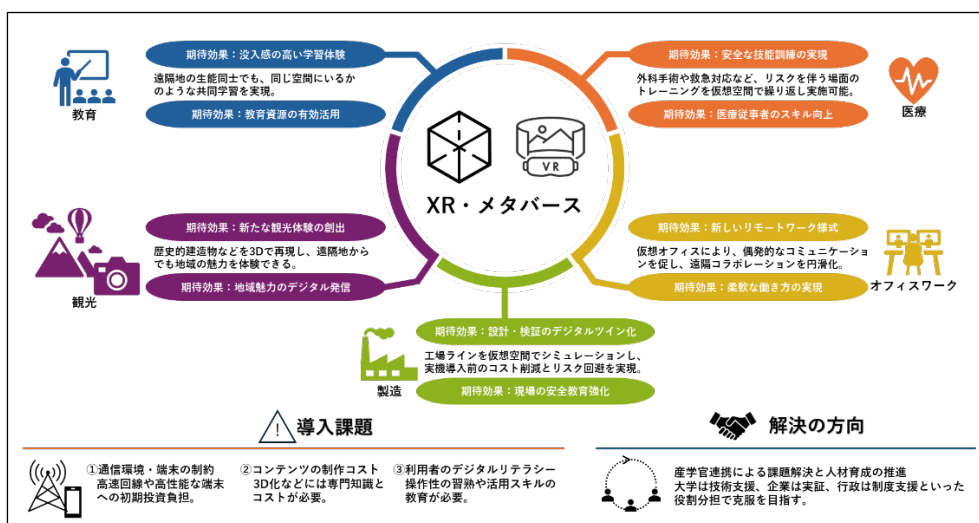 期待効果：没入感の高い学習体験
遠隔地の生能同士でも、同じ空間にいるか
のような共同学習を実現。
期待効果：教育資源の有効活用
教育
期待効果：安全な技能訓練の実現
外科手術や救急対応など、リスクを伴う場面の
トレーニングを仮想空間で繰り返し実施可能。
期待効果：医療従事者のスキル向上
医療
VR
XR・メタバース
期待効果：新たな観光体験の創出
歴史的建造物などを3Dで再現し、遠隔地から
でも地域の魅力を体験できる。
期待効果：地域魅力のデジタル発信
観光
期待効果：新しいリモートワーク様式
仮想オフィスにより、偶発的なコミュニケーショ
ンを促し、遠隔コラボレーションを円滑化。
期待効果：柔軟な働き方の実現
オフィスワーク
期待効果：設計・検証のデジタルツイン化
工場ラインを仮想空間でシミュレーションし、
実機導入前のコスト削減とリスク回避を実現。
期待効果：現場の安全教育強化
製造
導入課題
①通信環境・端末の制約
高速回線や高性能な端末
への初期投資負担。
②コンテンツの制作コスト
3D化などには専門知識と
コストが必要。
③利用者のデジタルリテラシー
操作性の習熟や活用スキルの
教育が必要。
解決の方向
産学官連携による課題解決と人材育成の推進
大学は技術支援、企業は実証、行政は制度支援といった
役割分担で克服を目指す。